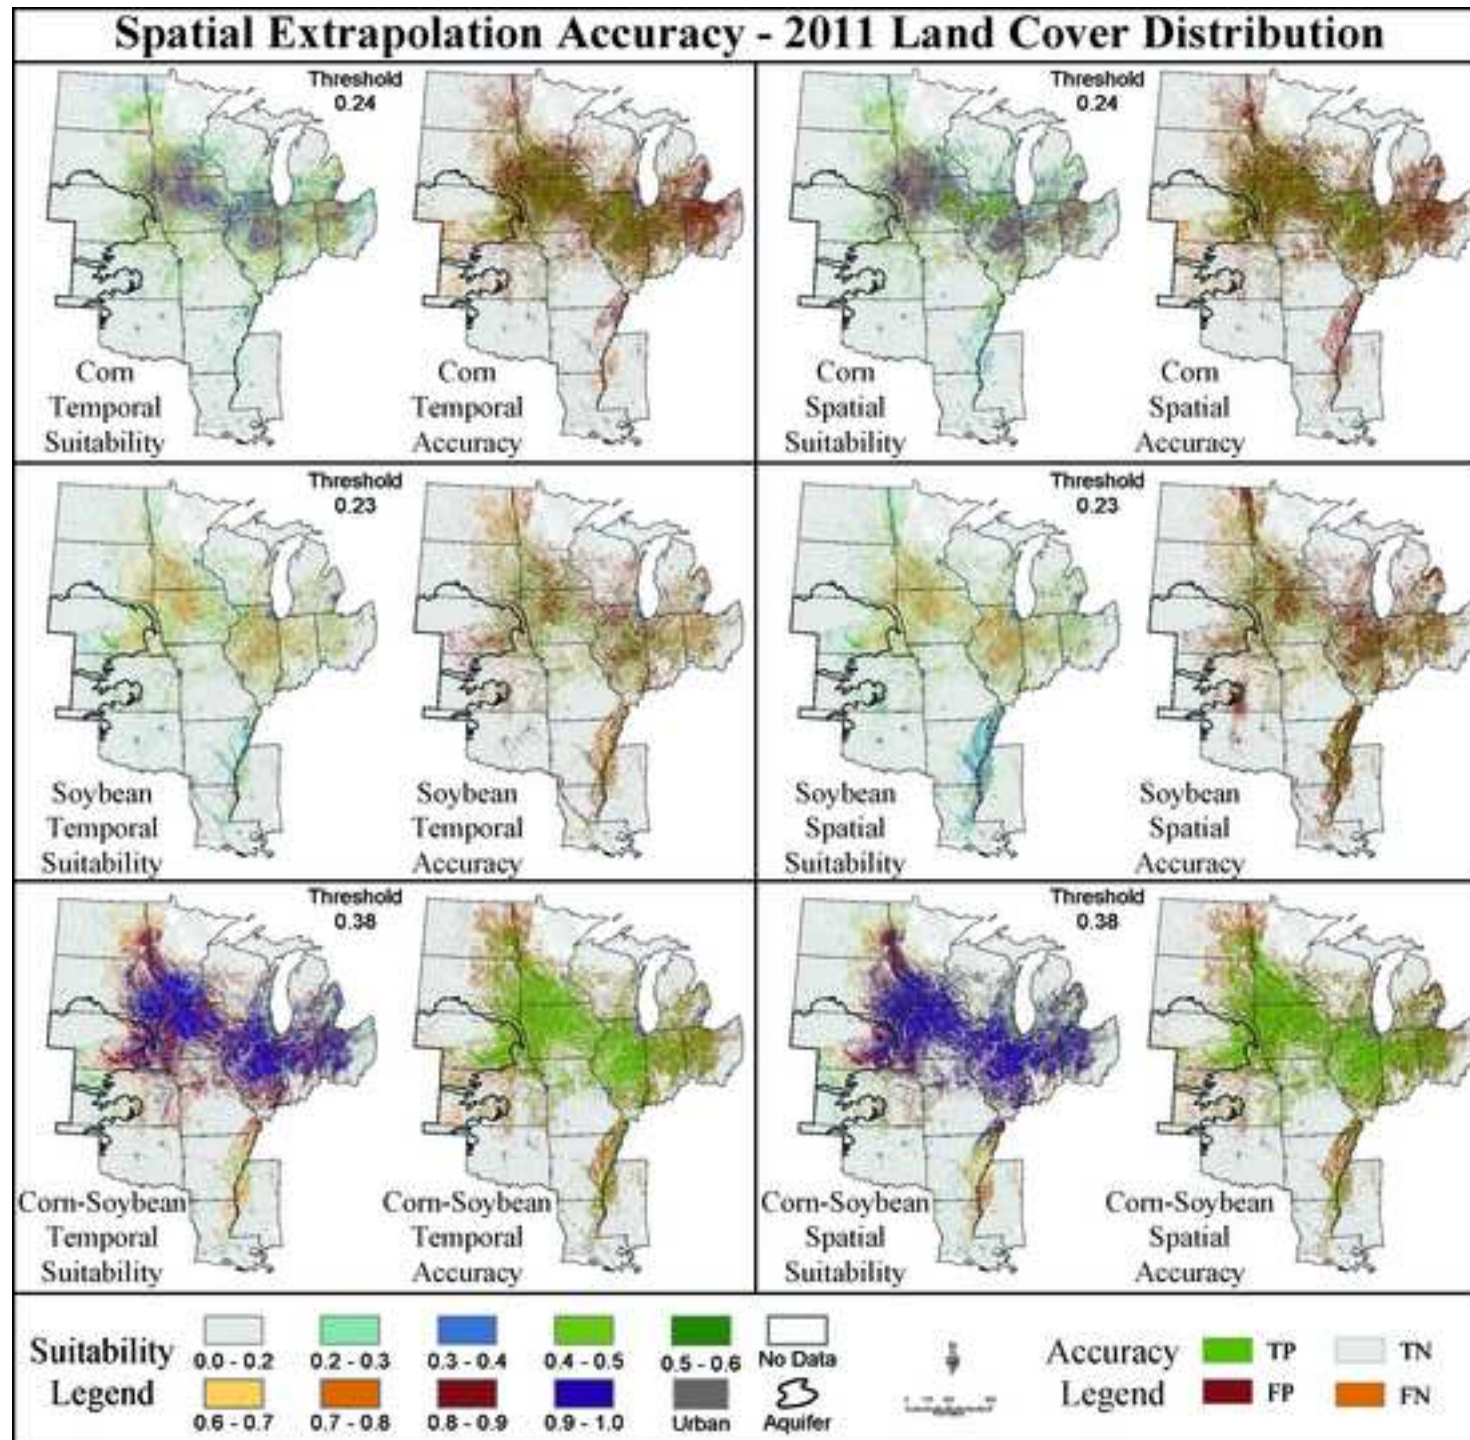 Spatial Extrapolation Accuracy - 2011 Land Cover Distribution
Threshold
0.24
Corn
Temporal
Suitability
Corn
Temporal
Accuracy
Threshold
0.24
Corn
Spatial
Suitability
Corn
Spatial
Accuracy
Threshold
0.23
Soybean
Temporal
Suitability
Soybean
Temporal
Accuracy
Threshold
0.23
Soybean
Spatial
Suitability
Soybean
Spatial
Accuracy
Threshold
0.38
Corn-Soybean
Temporal
Suitability
Corn-Soybean
Temporal
Accuracy
Threshold
0.38
Corn-Soybean
Spatial
Suitability
Corn-Soybean
Spatial
Accuracy
Suitability
Legend
0.0 - 0.2
0.2 - 0.3
0.3 - 0.4
0.4 - 0.5
0.5 - 0.6
No Data
0.6 - 0.7
0.7 - 0.8
0.8 - 0.9
0.9 - 1.0
Urban
Aquifer
Accuracy
Legend
TP
TN
FP
FN